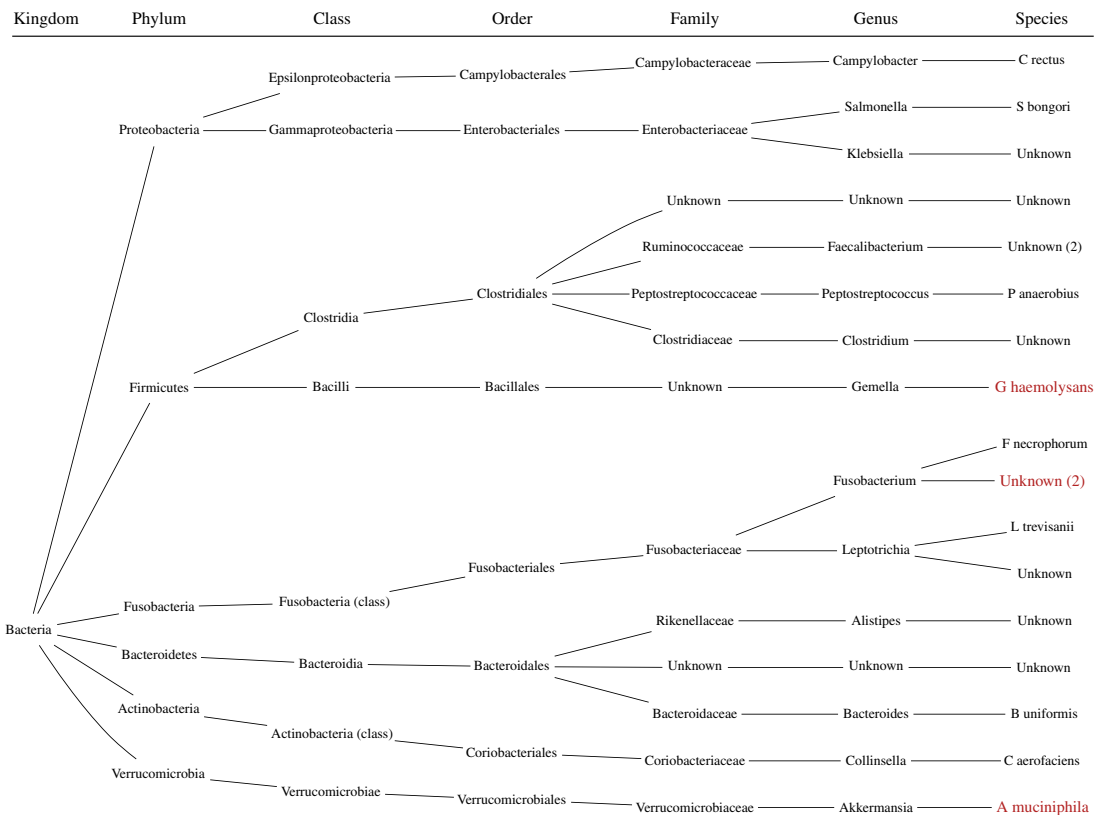 Kingdom Phylum Class Order Family Genus Species
Campylobacteraceae Campylobacter C rectus
Epsilonproteobacteria Campylobacterales
Salmonella S bongori
Proteobacteria Gammaproteobacteria Enterobacteriales Enterobacteriaceae
Klebsiella Unknown
Unknown Unknown Unknown
Ruminococcaceae Faecalibacterium Unknown (2)
Clostridiales Peptostreptococcaceae Peptostreptococcus P anaerobius
Clostridia
Clostridiaceae Clostridium Unknown
Firmicutes Bacilli Bacillales Unknown Gemella G haemolysans
F necrophorum
Fusobacterium Unknown (2)
L trevisanii
Fusobacteriaceae Leptotrichia
Fusobacteriales
Unknown
Fusobacteria Fusobacteria (class)
Rikenellaceae Alistipes Unknown
Bacteria
Bacteroidetes Bacteroidia Bacteroidales Unknown Unknown Unknown
Actinobacteria
Bacteroidaceae Bacteroides B uniformis
Actinobacteria (class)
Coriobacteriales Coriobacteriaceae Collinsella C aerofaciens
Verrucomicrobia
Verrucomicrobiae Verrucomicrobiales Verrucomicrobiaceae Akkermansia A muciniphila